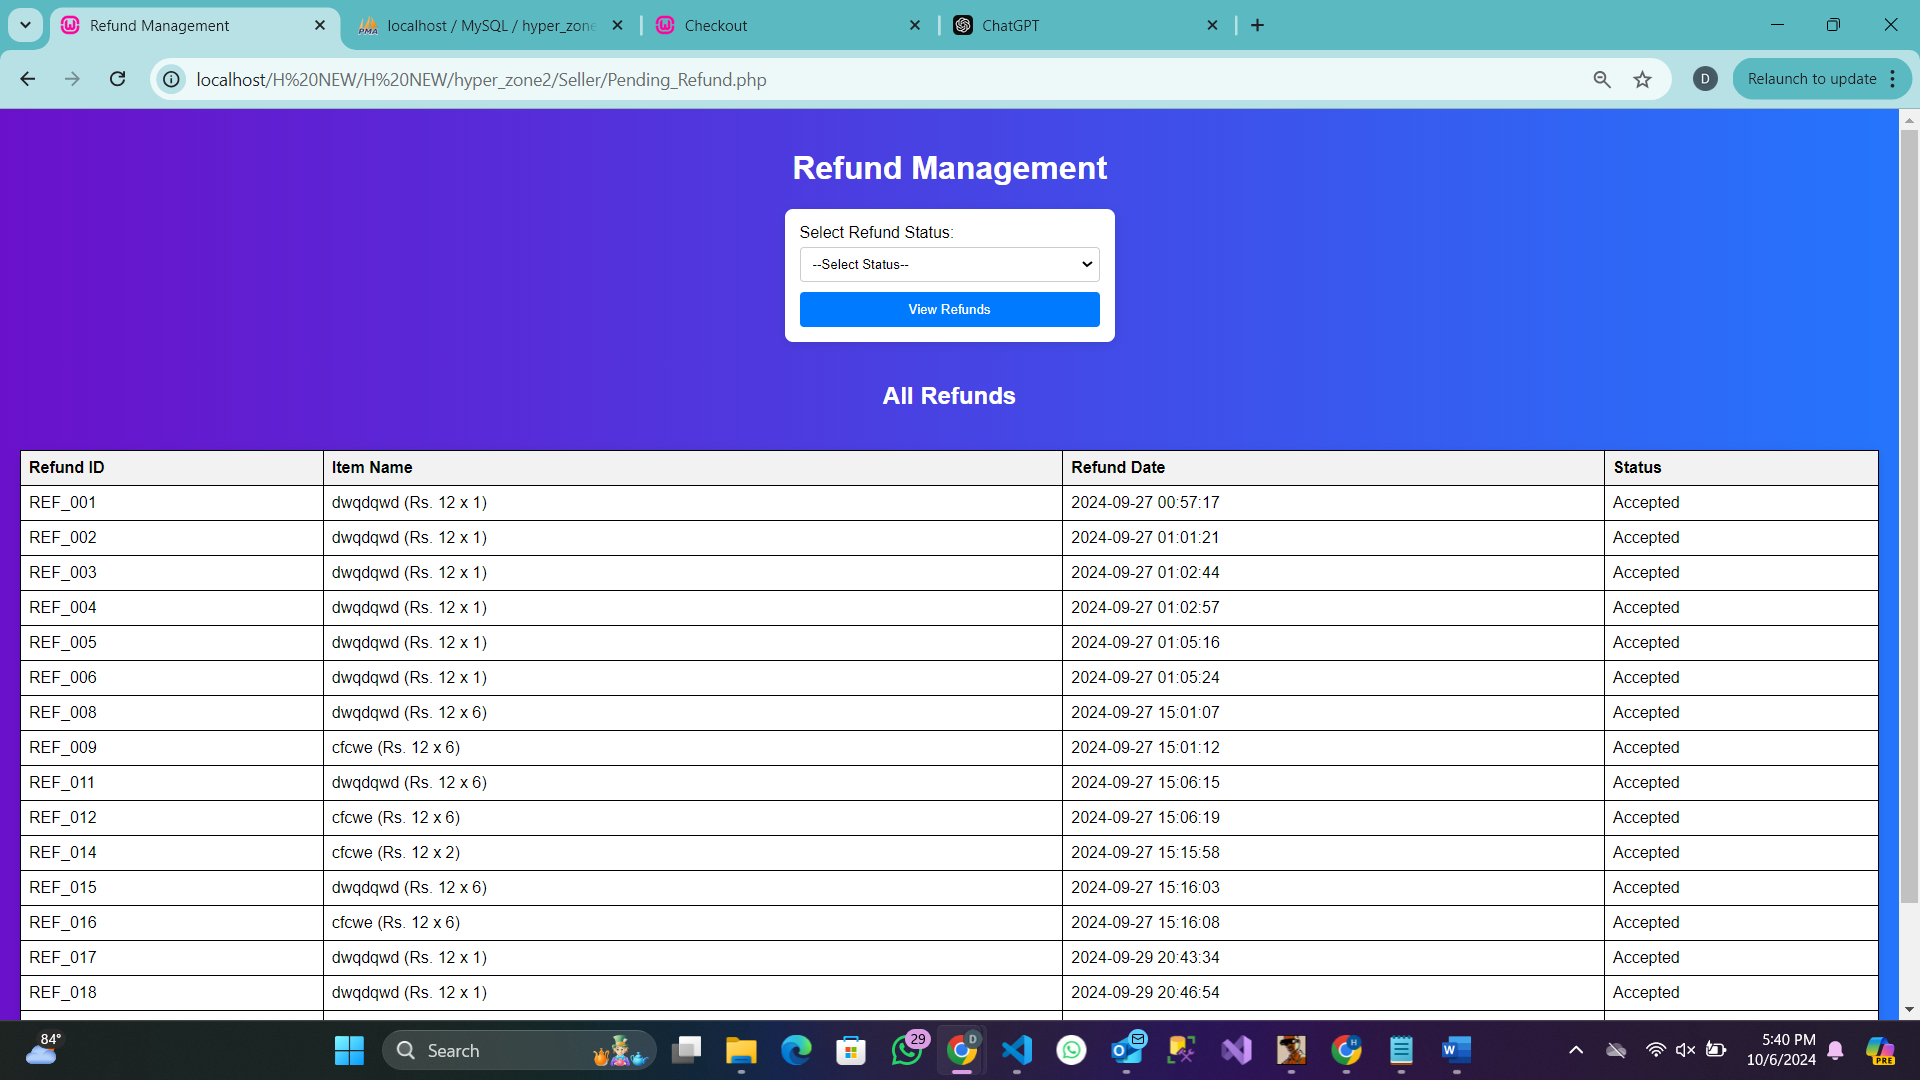 Refund Management
localhost / MySQL / hyper_zone
Checkout
ChatGPT
localhost/H%20NEW/H%20NEW/hyper_zone2/Seller/Pending_Refund.php
D
Relaunch to update
Refund Management
Select Refund Status:
--Select Status--
View Refunds
All Refunds
Refund ID Item Name Refund Date Status
REF_001 dwqdqwd (Rs. 12 x 1) 2024-09-27 00:57:17 Accepted
REF_002 dwqdqwd (Rs. 12 x 1) 2024-09-27 01:01:21 Accepted
REF_003 dwqdqwd (Rs. 12 x 1) 2024-09-27 01:02:44 Accepted
REF_004 dwqdqwd (Rs. 12 x 1) 2024-09-27 01:02:57 Accepted
REF_005 dwqdqwd (Rs. 12 x 1) 2024-09-27 01:05:16 Accepted
REF_006 dwqdqwd (Rs. 12 x 1) 2024-09-27 01:05:24 Accepted
REF_008 dwqdqwd (Rs. 12 x 6) 2024-09-27 15:01:07 Accepted
REF_009 cfcwe (Rs. 12 x 6) 2024-09-27 15:01:12 Accepted
REF_011 dwqdqwd (Rs. 12 x 6) 2024-09-27 15:06:15 Accepted
REF_012 cfcwe (Rs. 12 x 6) 2024-09-27 15:06:19 Accepted
REF_014 cfcwe (Rs. 12 x 2) 2024-09-27 15:15:58 Accepted
REF_015 dwqdqwd (Rs. 12 x 6) 2024-09-27 15:16:03 Accepted
REF_016 cfcwe (Rs. 12 x 6) 2024-09-27 15:16:08 Accepted
REF_017 dwqdqwd (Rs. 12 x 1) 2024-09-29 20:43:34 Accepted
REF_018 dwqdqwd (Rs. 12 x 1) 2024-09-29 20:46:54 Accepted
84°
Search
29
5:40 PM
10/6/2024
PRE